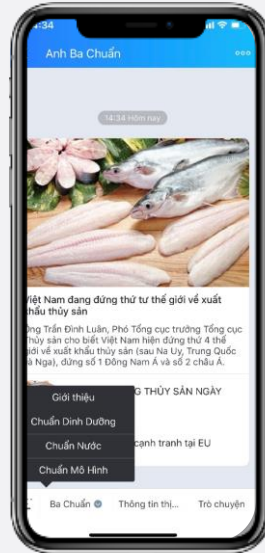 :34
Anh Ba Chuẩn
14:34 Hôm nay
Việt Nam đang đứng thứ tư thế giới về xuất
khẩu thủy sản
Ông Trần Đình Luân, Phó Tổng cục trưởng Tổng cục
Thủy sản cho biết Việt Nam hiện đứng thứ 4 thế
giới về xuất khẩu thủy sản (sau Na Uy, Trung Quốc
và Nga), đứng số 1 Đông Nam Á và số 2 châu Á.
G THỦY SẢN NGÀY
cạnh tranh tại EU
Giới thiệu
Chuẩn Dinh Dưỡng
Chuẩn Nước
Chuẩn Mô Hình
Ba Chuẩn
Thông tin thị...
Trò chuyện